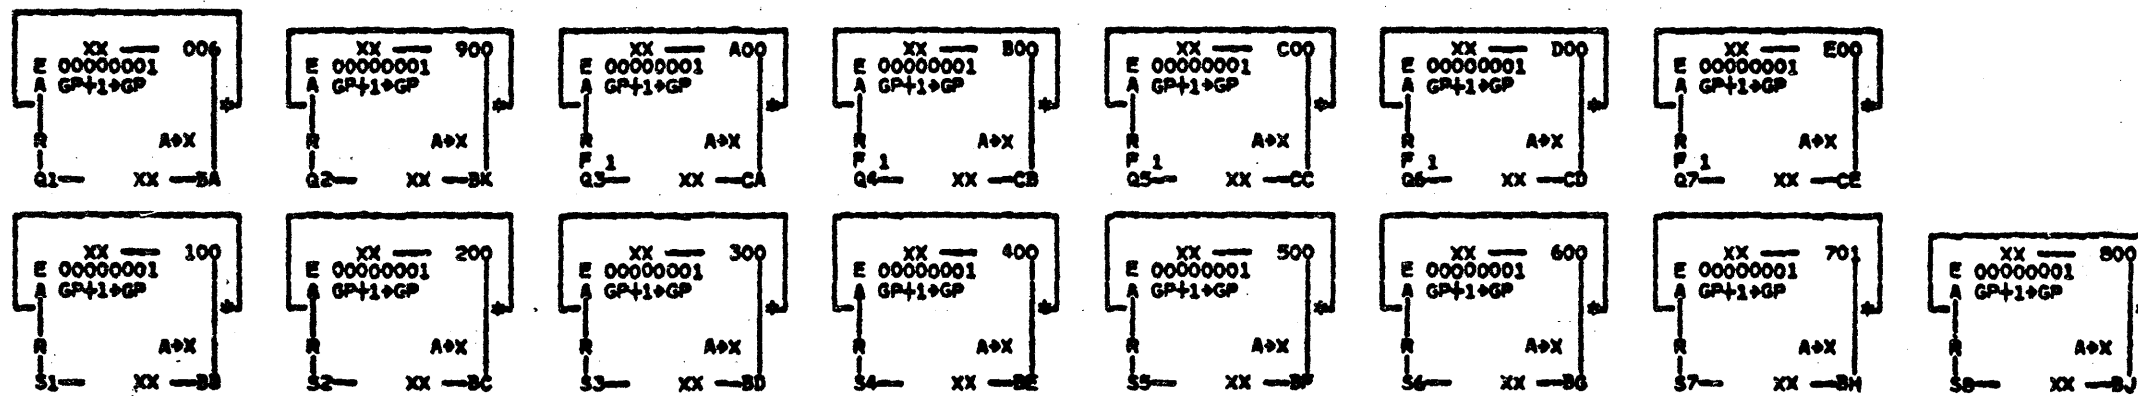 XX — 006 XX — 900 XX — A00 XX — B00 XX — C00 XX — D00 XX — E00
E 00000001 E 00000001 E 00000001 E 00000001 E 00000001 E 00000001 E 00000001
A GP+1→GP A GP+1→GP A GP+1→GP A GP+1→GP A GP+1→GP A GP+1→GP A GP+1→GP
* * * * * * *
R A→X R A→X R A→X R A→X R A→X R A→X R A→X
F 1 F 1 F 1 F 1 F 1
Q1— XX —BA Q2— XX —BK Q3— XX —CA Q4— XX —CB Q5— XX —CC Q6— XX —CD Q7— XX —CE
XX — 100 XX — 200 XX — 300 XX — 400 XX — 500 XX — 600 XX — 701 XX — 800
E 00000001 E 00000001 E 00000001 E 00000001 E 00000001 E 00000001 E 00000001 E 00000001
A GP+1→GP A GP+1→GP A GP+1→GP A GP+1→GP A GP+1→GP A GP+1→GP A GP+1→GP A GP+1→GP
* * * * * * *
R A→X R A→X R A→X R A→X R A→X R A→X R A→X R A→X
S1— XX —BB S2— XX —BC S3— XX —BD S4— XX —BE S5— XX —BF S6— XX —BG S7— XX —BH S8— XX —BJ